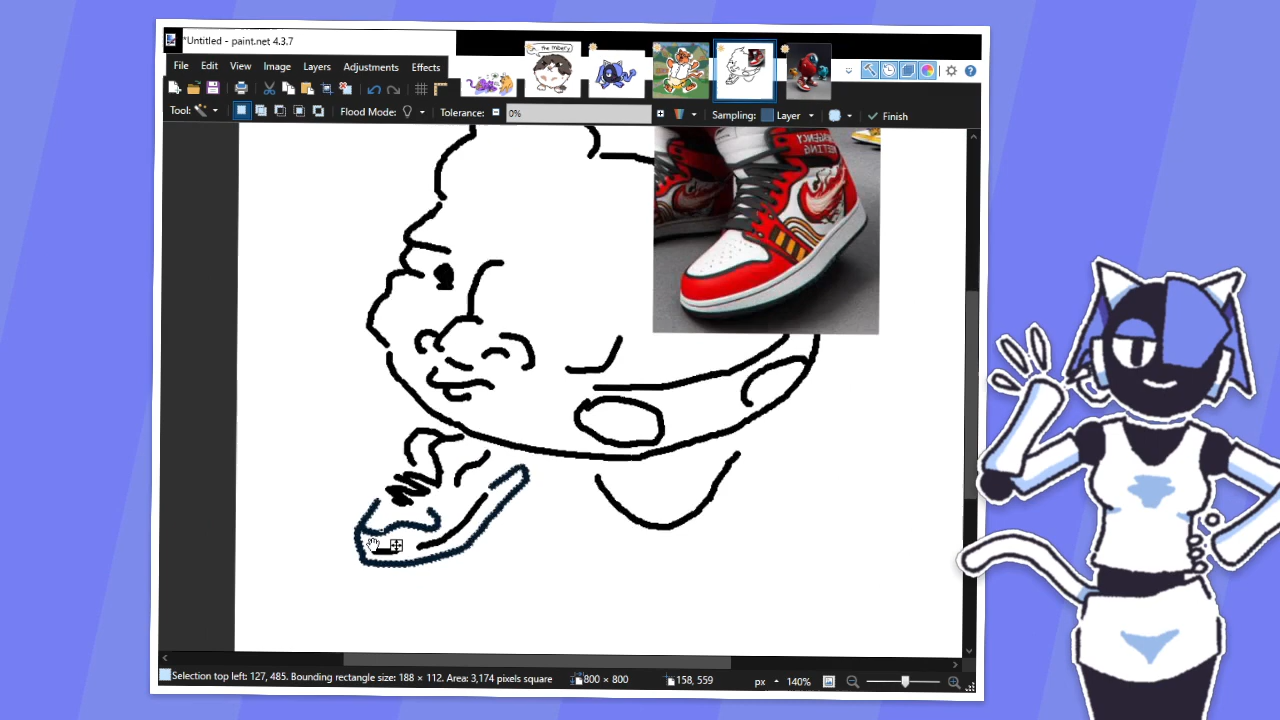 *Untitled - paint.net 4.3.7
File Edit View Image Layers Adjustments Effects
Tool: Flood Mode: Tolerance: 0% Sampling: Layer Finish
Selection top left: 127, 485. Bounding rectangle size: 188 × 112. Area: 3,174 pixels square 800 × 800 158, 559 px 140%